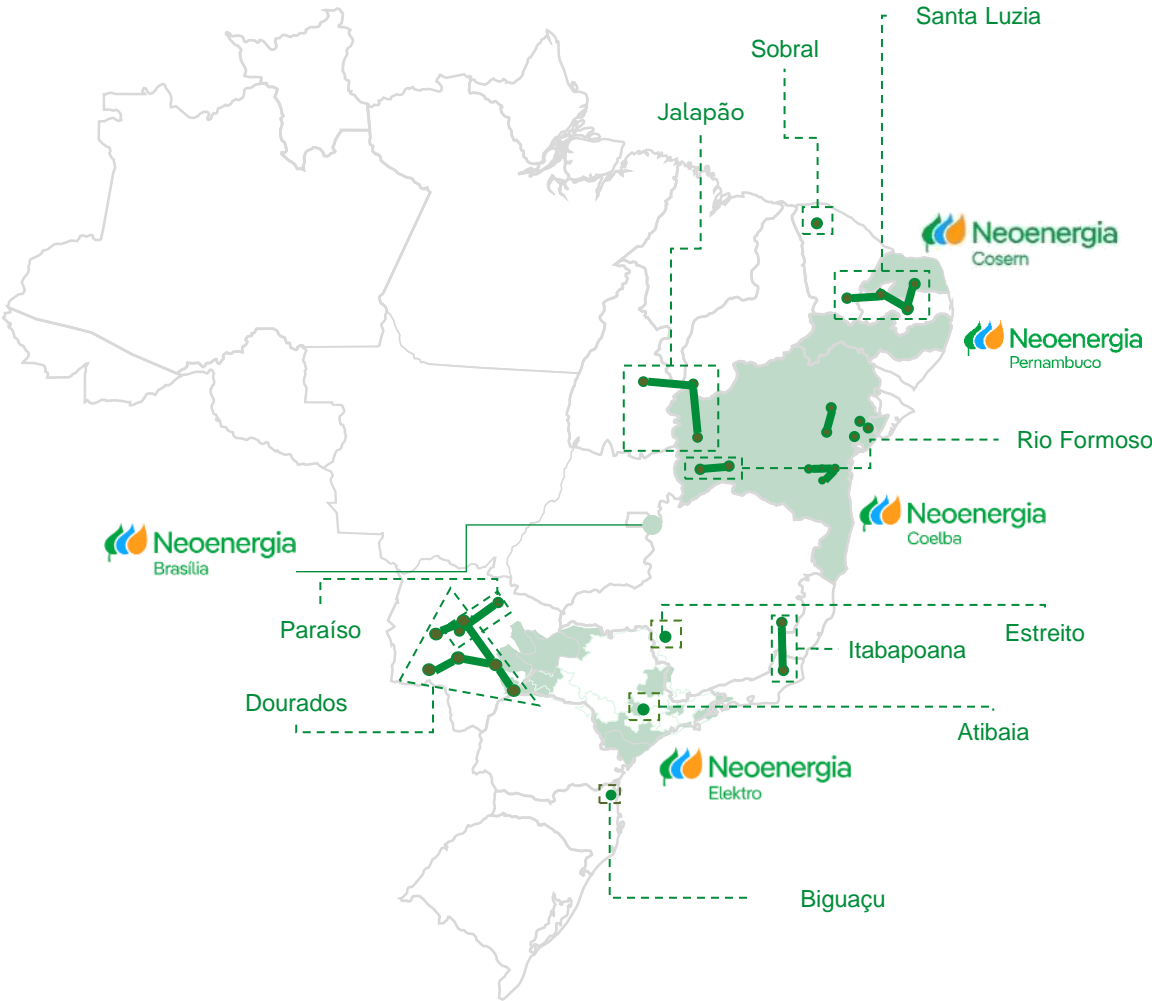 Santa Luzia
Sobral
Jalapão
Neoenergia
Cosern
Neoenergia
Pernambuco
Rio Formoso
Neoenergia
Coelba
Neoenergia
Brasília
Paraíso
Estreito
Itabapoana
Dourados
Atibaia
Neoenergia
Elektro
Biguaçu